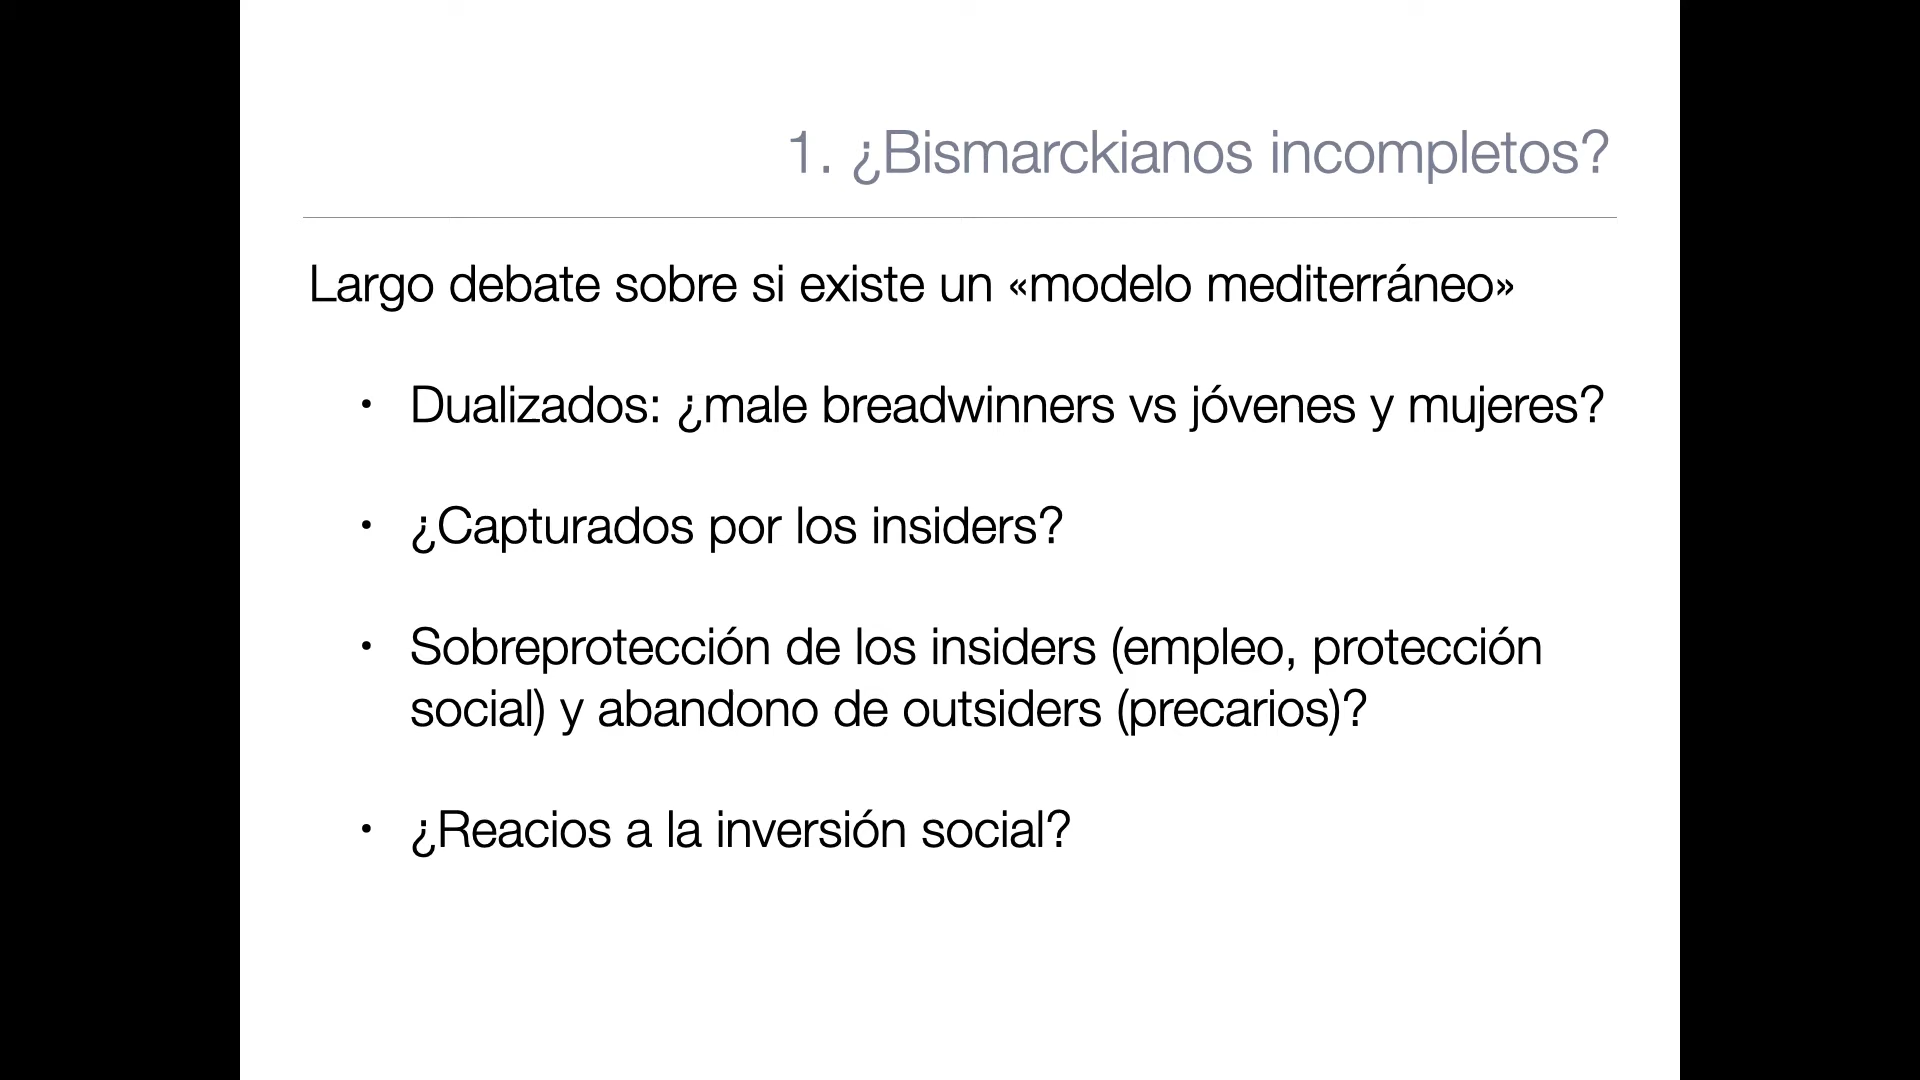 1. ¿Bismarckianos incompletos?
Largo debate sobre si existe un «modelo mediterráneo»
• Dualizados: ¿male breadwinners vs jóvenes y mujeres?
• ¿Capturados por los insiders?
• Sobreprotección de los insiders (empleo, protección
social) y abandono de outsiders (precarios)?
• ¿Reacios a la inversión social?